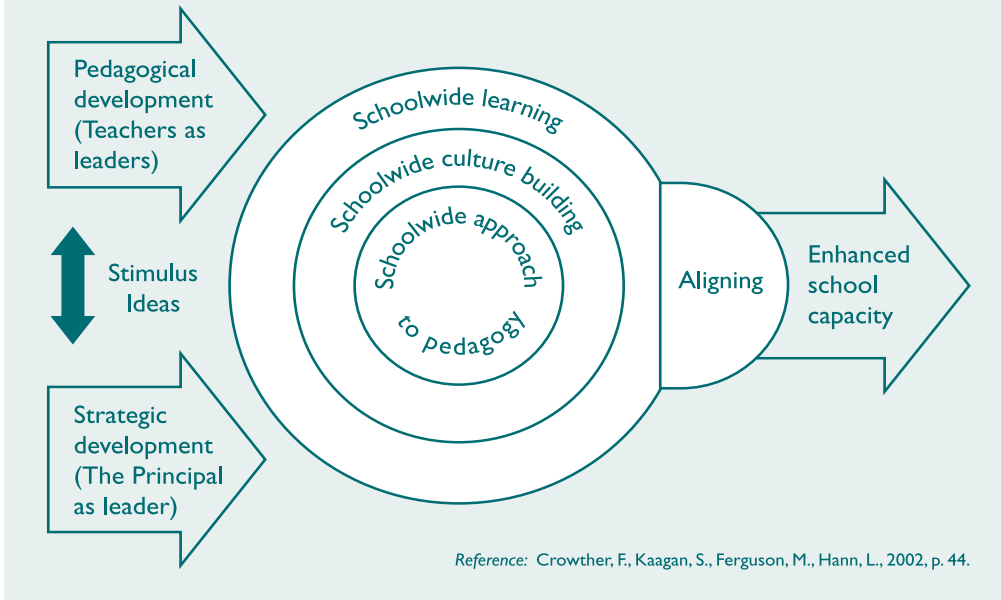 Pedagogical
development
(Teachers as
leaders)
Stimulus
Ideas
Strategic
development
(The Principal
as leader)
Schoolwide learning
Schoolwide culture building
Schoolwide approach
to pedagogy
Aligning
Enhanced
school
capacity
Reference: Crowther, F., Kaagan, S., Ferguson, M., Hann, L., 2002, p. 44.